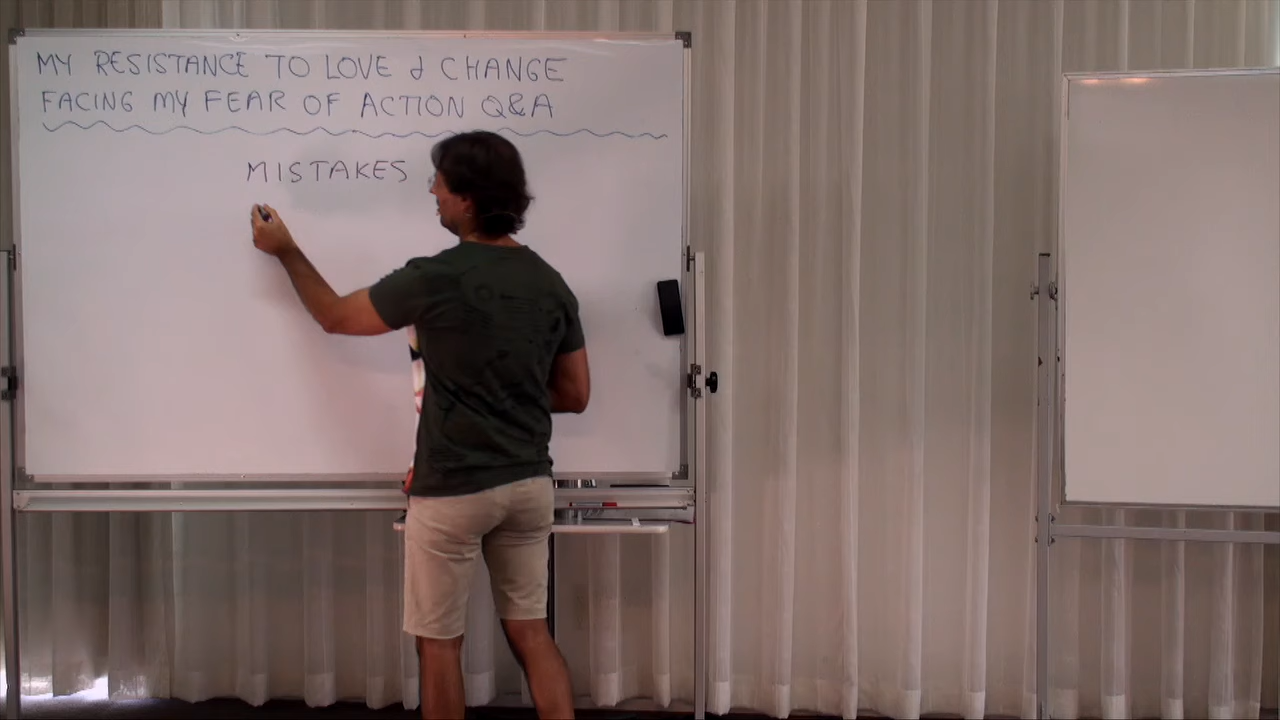 MY RESISTANCE TO LOVE & CHANGE
FACING MY FEAR OF ACTION Q&A
MISTAKES